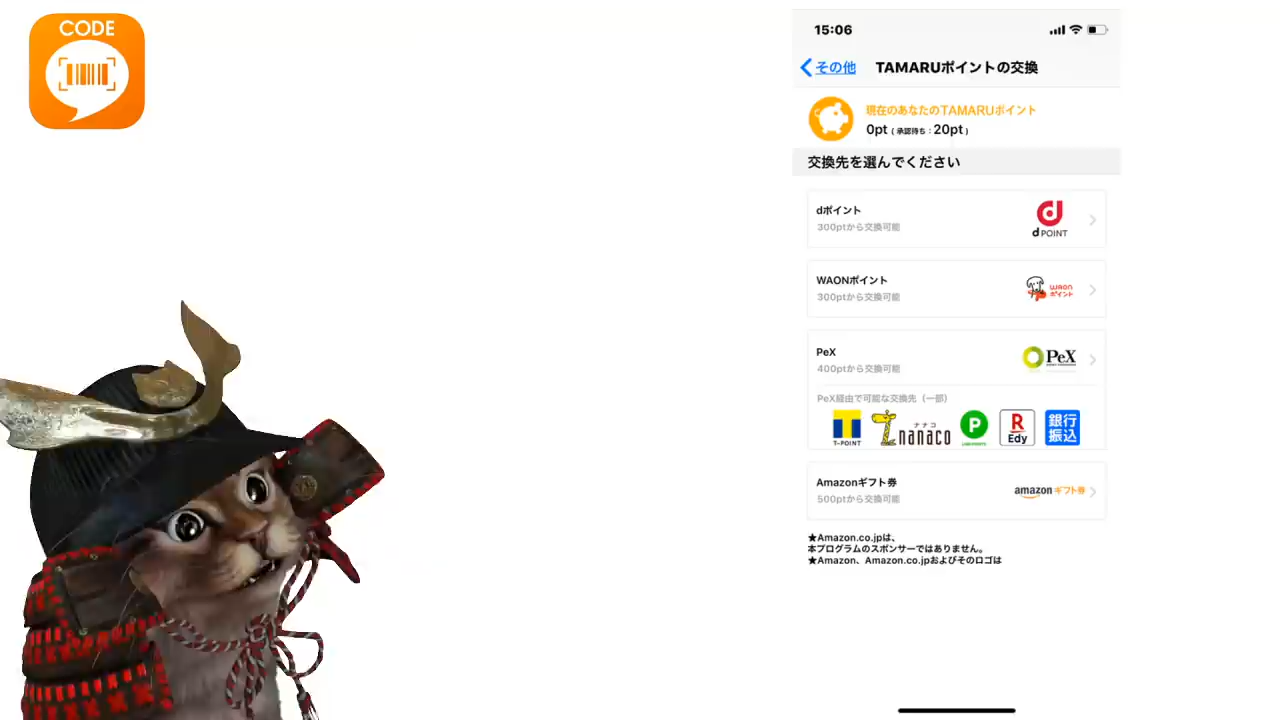 CODE
15:06
その他
TAMARUポイントの交換
現在のあなたのTAMARUポイント
0pt ( 承認待ち : 20pt )
交換先を選んでください
dポイント
300ptから交換可能
d POINT
WAONポイント
300ptから交換可能
WAON
ポイント
PeX
400ptから交換可能
PeX
PeX経由で可能な交換先（一部）
T-POINT
ナナコ
nanaco
P
R
Edy
銀行
振込
Amazonギフト券
500ptから交換可能
amazon ギフト券
★Amazon.co.jpは、
本プログラムのスポンサーではありません。
★Amazon、Amazon.co.jpおよびそのロゴは